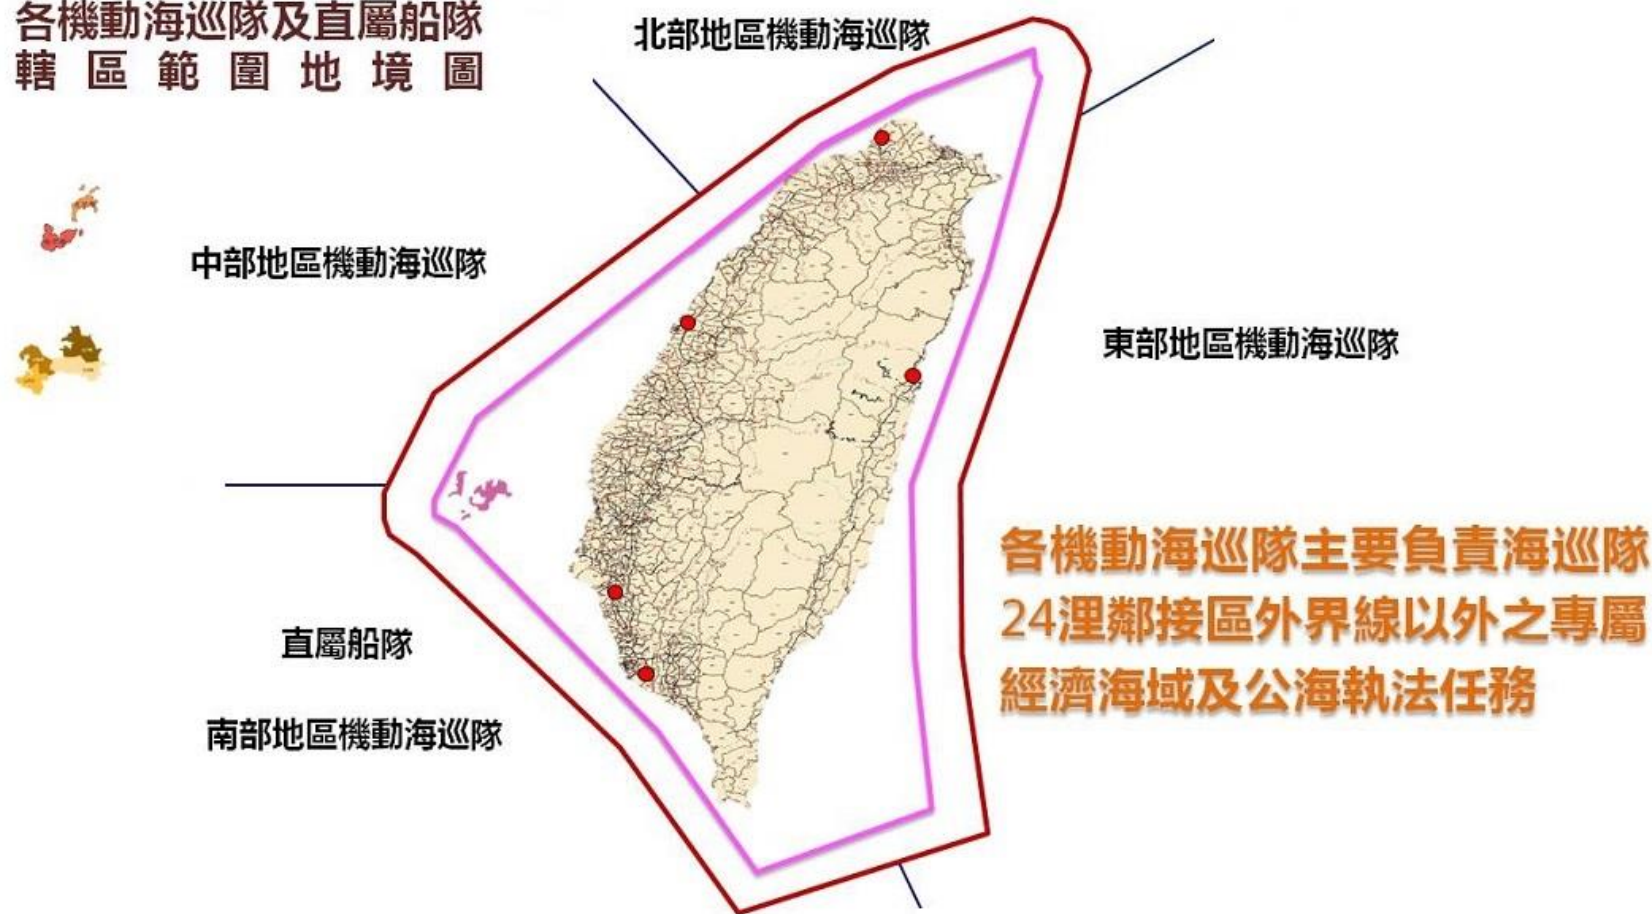 各機動海巡隊及直屬船隊
轄區範圍地境圖
北部地區機動海巡隊
中部地區機動海巡隊
東部地區機動海巡隊
各機動海巡隊主要負責海巡隊
24浬鄰接區外界線以外之專屬
經濟海域及公海執法任務
直屬船隊
南部地區機動海巡隊